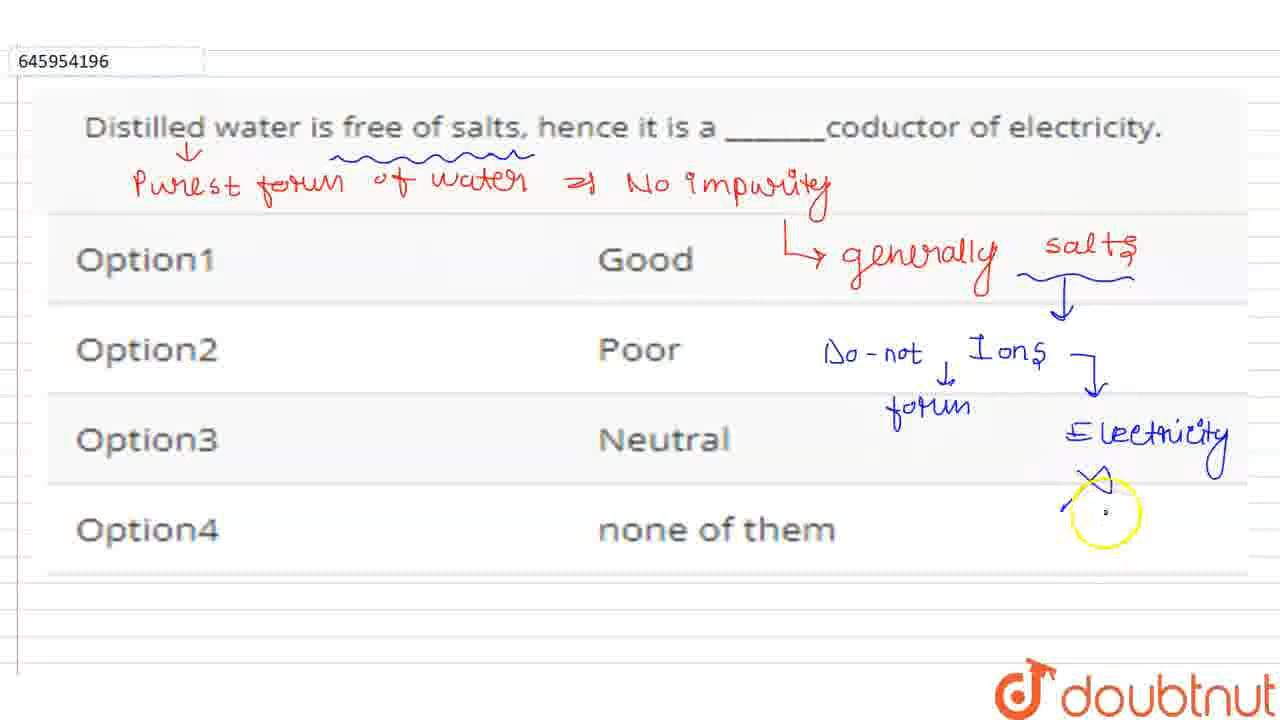 645954196
Distilled water is free of salts, hence it is a _______coductor of electricity.
Purest form of water ⇒ No impurity
generally salts
Option1 Good
Option2 Poor
Do-not Ions
form
Option3 Neutral
Electricity
Option4 none of them
doubtnut